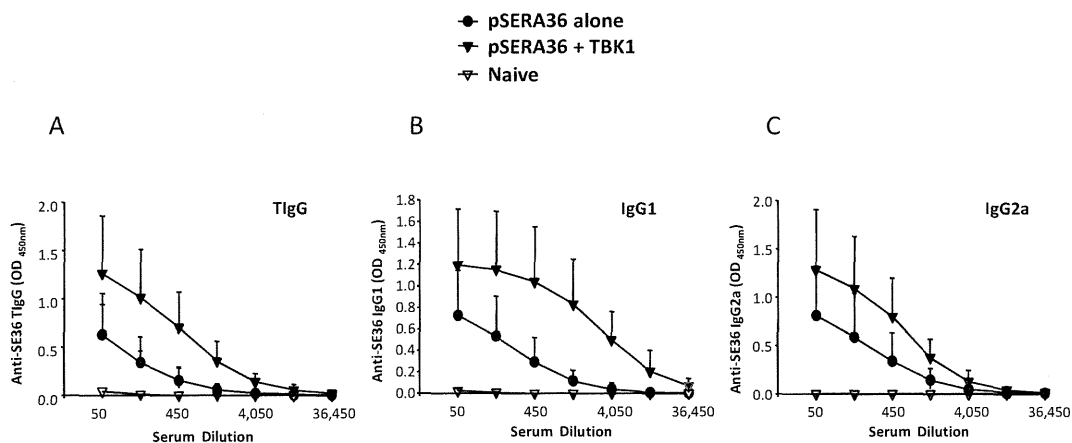 pSERA36 alone
pSERA36 + TBK1
Naive
A
TIgG
Anti-SE36 TIgG (OD 450nm)
2.0
1.5
1.0
0.5
0.0
50
450
4,050
36,450
Serum Dilution
B
IgG1
Anti-SE36 IgG1 (OD 450nm)
1.8
1.6
1.4
1.2
1.0
0.8
0.6
0.4
0.2
0.0
50
450
4,050
36,450
Serum Dilution
C
IgG2a
Anti-SE36 IgG2a (OD 450nm)
2.0
1.5
1.0
0.5
0.0
50
450
4,050
36,450
Serum Dilution